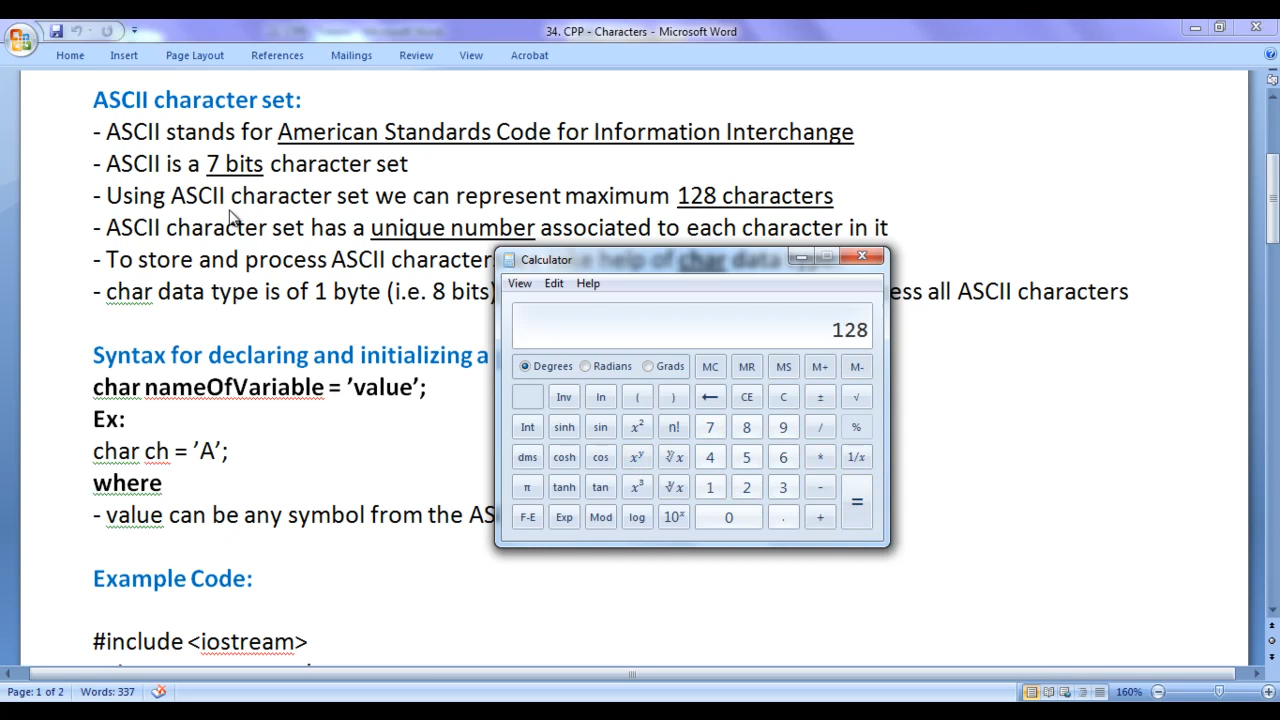 34. CPP - Characters - Microsoft Word
Home Insert Page Layout References Mailings Review View Acrobat
ASCII character set:
- ASCII stands for American Standards Code for Information Interchange
- ASCII is a 7 bits character set
- Using ASCII character set we can represent maximum 128 characters
- ASCII character set has a unique number associated to each character in it
- To store and process ASCII character help of char data type
- char data type is of 1 byte (i.e. 8 bits) ess all ASCII characters
Syntax for declaring and initializing a
char nameOfVariable = ’value’;
Ex:
char ch = ’A’;
where
- value can be any symbol from the AS
Example Code:
#include <iostream>
Calculator
View Edit Help
128
Degrees Radians Grads MC MR MS M+ M-
Inv ln ( ) ← CE C ± √
Int sinh sin x² n! 7 8 9 / %
dms cosh cos xʸ ʸ√x 4 5 6 * 1/x
π tanh tan x³ ³√x 1 2 3 - =
F-E Exp Mod log 10ˣ 0 . +
Page: 1 of 2 Words: 337 160%